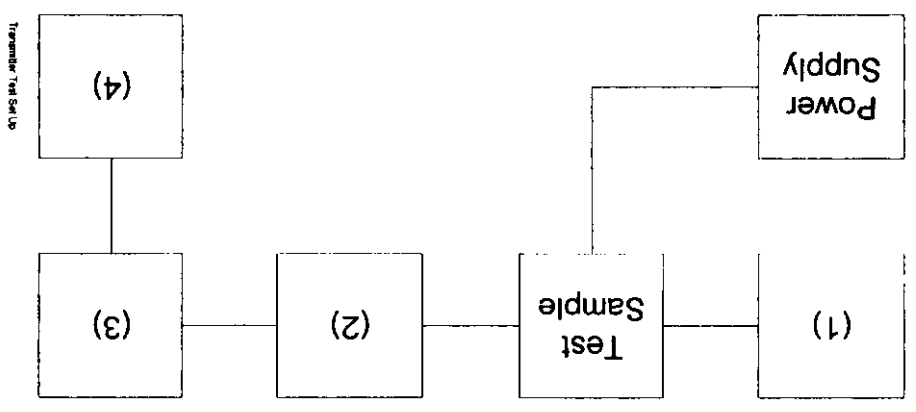 (1)
Test
Sample
(2)
(3)
Power
Supply
(4)
Transmitter Test Set Up